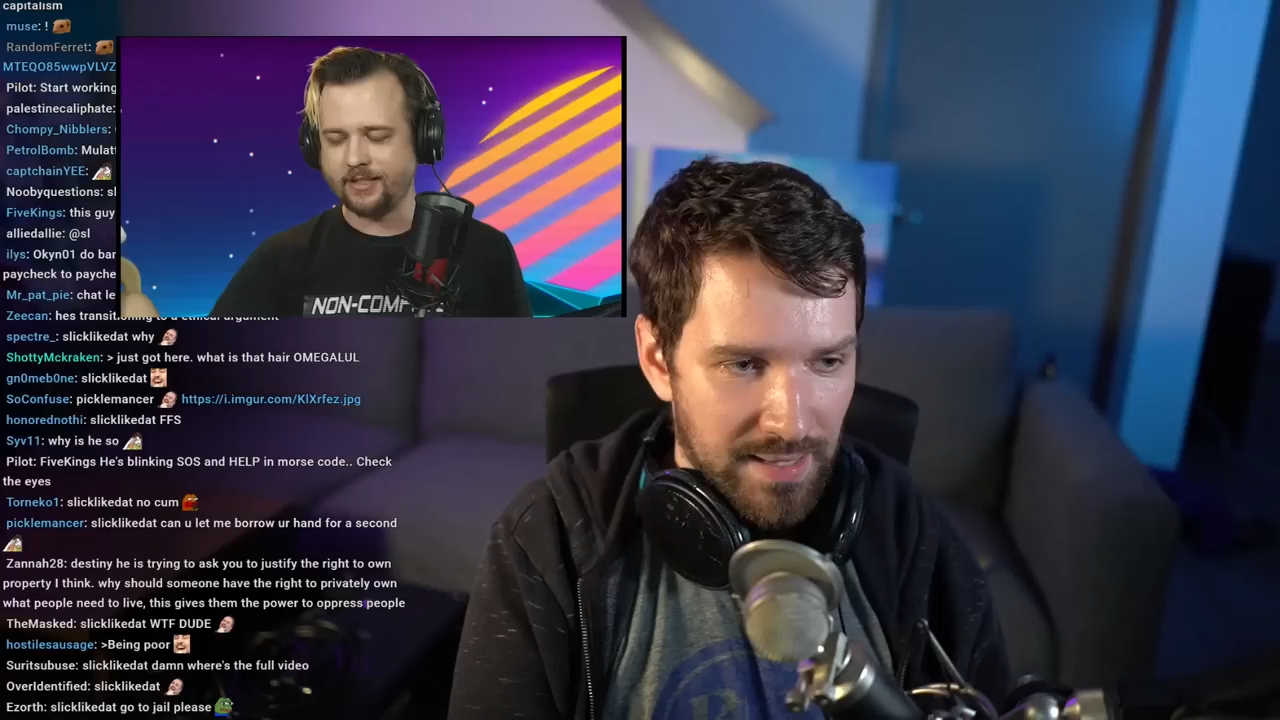 capitalism
muse: !
RandomFerret:
MTEQO85wwpVLVZ
Pilot: Start working
palestinecaliphate:
Chompy_Nibblers:
PetrolBomb:
captchainYEE:
Noobyquestions:
FiveKings: this guy
alliedallie: @sl
ilys: Okyn01 do
paycheck to
Mr_pat_pie: chat
Zeecan: hes argument
spectre_: slicklikedat why
ShottyMckraken: > just got here. what is that hair OMEGALUL
gn0meb0ne: slicklikedat
SoConfuse: picklemancer https://i.imgur.com/KlXrfez.jpg
honorednothi: slicklikedat FFS
Syv11: why is he so
Pilot: FiveKings He's blinking SOS and HELP in morse code.. Check
the eyes
Torneko1: slicklikedat no cum
picklemancer: slicklikedat can u let me borrow ur hand for a second
Zannah28: destiny he is trying to ask you to justify the right to own
property I think. why should someone have the right to privately own
what people need to live, this gives them the power to oppress people
TheMasked: slicklikedat WTF DUDE
hostilesausage: >Being poor
Suritsubuse: slicklikedat damn where's the full video
OverIdentified: slicklikedat
Ezorth: slicklikedat go to jail please
NON-COMP